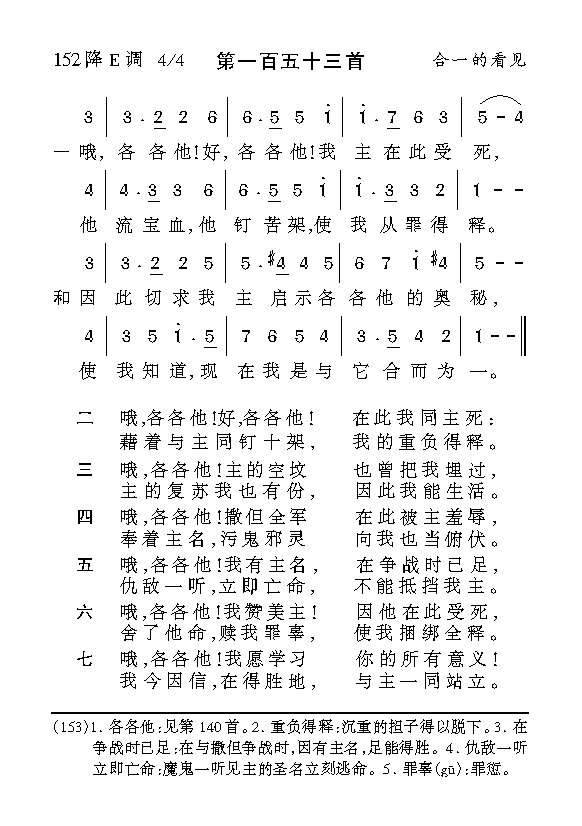 152 降 E 调 4/4 第一百五十三首 合一的看见
3 | 3 · 2 2 6 | 6 · 5 5 i | i · 7 6 3 | 5 - 4
一 哦, 各 各 他!好, 各 各 他!我 主 在 此 受 死,
4 | 4 · 3 3 6 | 6 · 5 5 i | i · 3 3 2 | 1 - -
他 流 宝 血, 他 钉 苦 架,使 我 从 罪 得 释。
3 | 3 · 2 2 5 | 5 · #4 4 5 | 6 7 i #4 | 5 - -
和 因 此 切 求 我 主 启 示 各 各 他 的 奥 秘,
4 | 3 5 i · 5 | 7 6 5 4 | 3 · 5 4 2 | 1 - - ‖
使 我 知 道, 现 在 我 是 与 它 合 而 为 一。
二 哦,各各他!好,各各他! 在此我同主死:
藉着与主同钉十架, 我的重负得释。
三 哦,各各他!主的空坟 也曾把我埋过,
主的复苏我也有份, 因此我能生活。
四 哦,各各他!撒但全军 在此被主羞辱,
奉着主名,污鬼邪灵 向我也当俯伏。
五 哦,各各他!我有主名, 在争战时已足,
仇敌一听,立即亡命, 不能抵挡我主。
六 哦,各各他!我赞美主! 因他在此受死,
舍了他命,赎我罪辜, 使我捆绑全释。
七 哦,各各他!我愿学习 你的所有意义!
我今因信,在得胜地, 与主一同站立。
(153)1. 各各他:见第 140 首。2. 重负得释:沉重的担子得以脱下。3. 在
争战时已足:在与撒但争战时,因有主名,足能得胜。 4. 仇敌一听
立即亡命:魔鬼一听见主的圣名立刻逃命。 5. 罪辜(gū):罪愆。